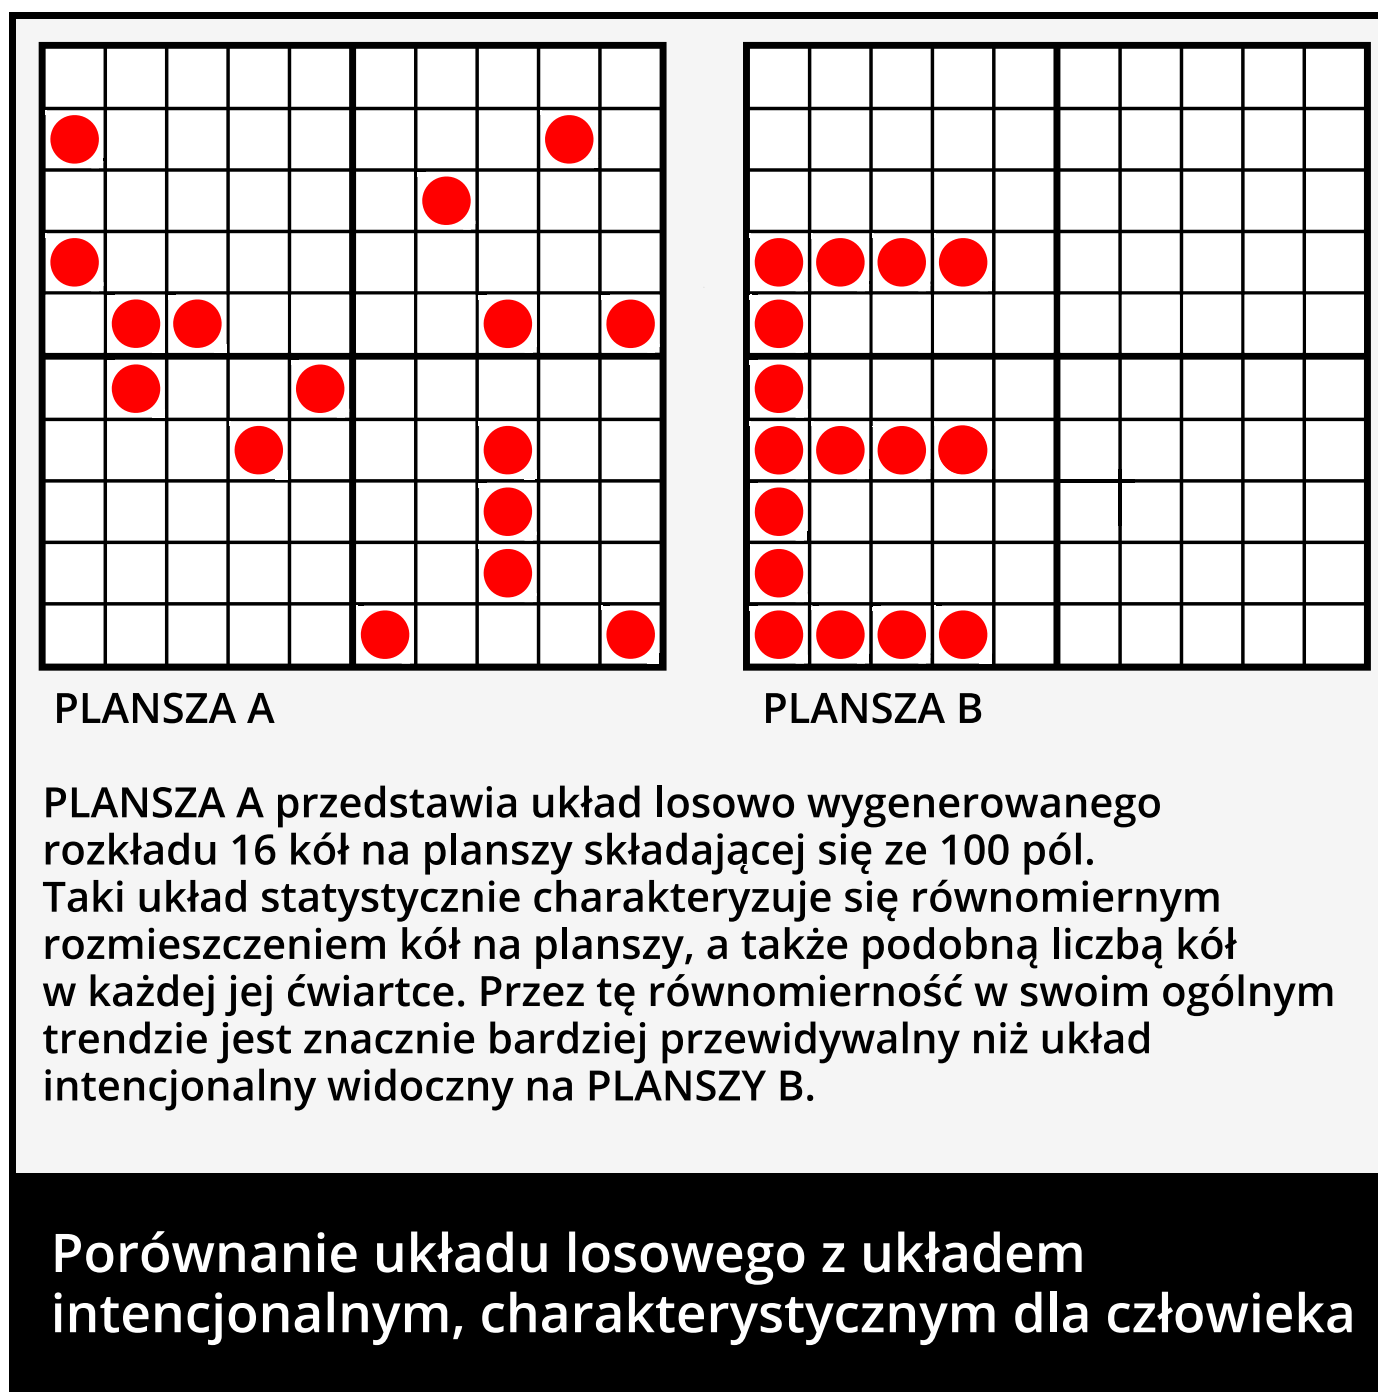 PLANSZA A
PLANSZA B
PLANSZA A przedstawia układ losowo wygenerowanego
rozkładu 16 kół na planszy składającej się ze 100 pól.
Taki układ statystycznie charakteryzuje się równomiernym
rozmieszczeniem kół na planszy, a także podobną liczbą kół
w każdej jej ćwiartce. Przez tę równomierność w swoim ogólnym
trendzie jest znacznie bardziej przewidywalny niż układ
intencjonalny widoczny na PLANSZY B.
Porównanie układu losowego z układem
intencjonalnym, charakterystycznym dla człowieka